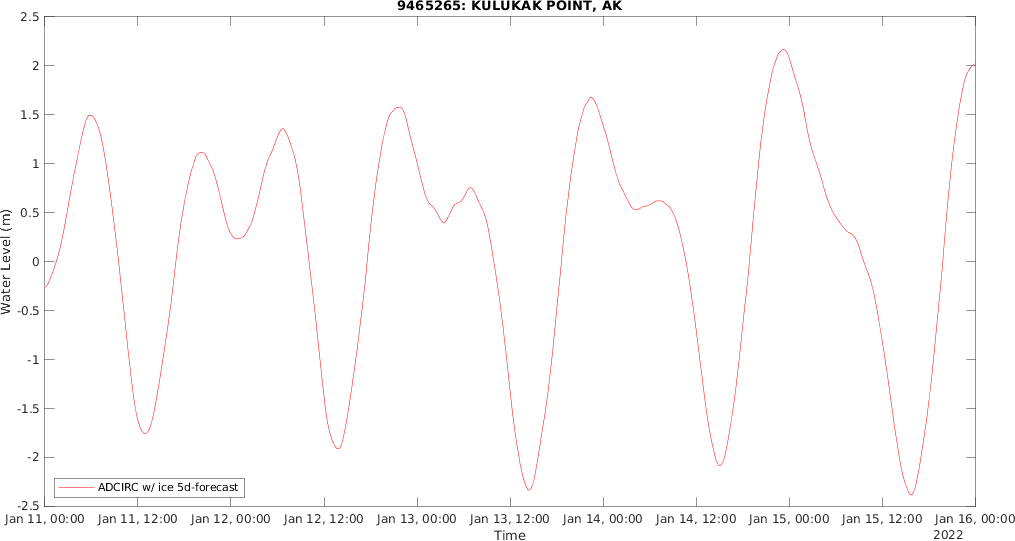 9465265: KULUKAK POINT, AK
2.5
2
1.5
1
0.5
0
-0.5
-1
-1.5
-2
-2.5
Water Level (m)
ADCIRC w/ ice 5d-forecast
Jan 11, 00:00 Jan 11, 12:00 Jan 12, 00:00 Jan 12, 12:00 Jan 13, 00:00 Jan 13, 12:00 Jan 14, 00:00 Jan 14, 12:00 Jan 15, 00:00 Jan 15, 12:00 Jan 16, 00:00
Time
2022